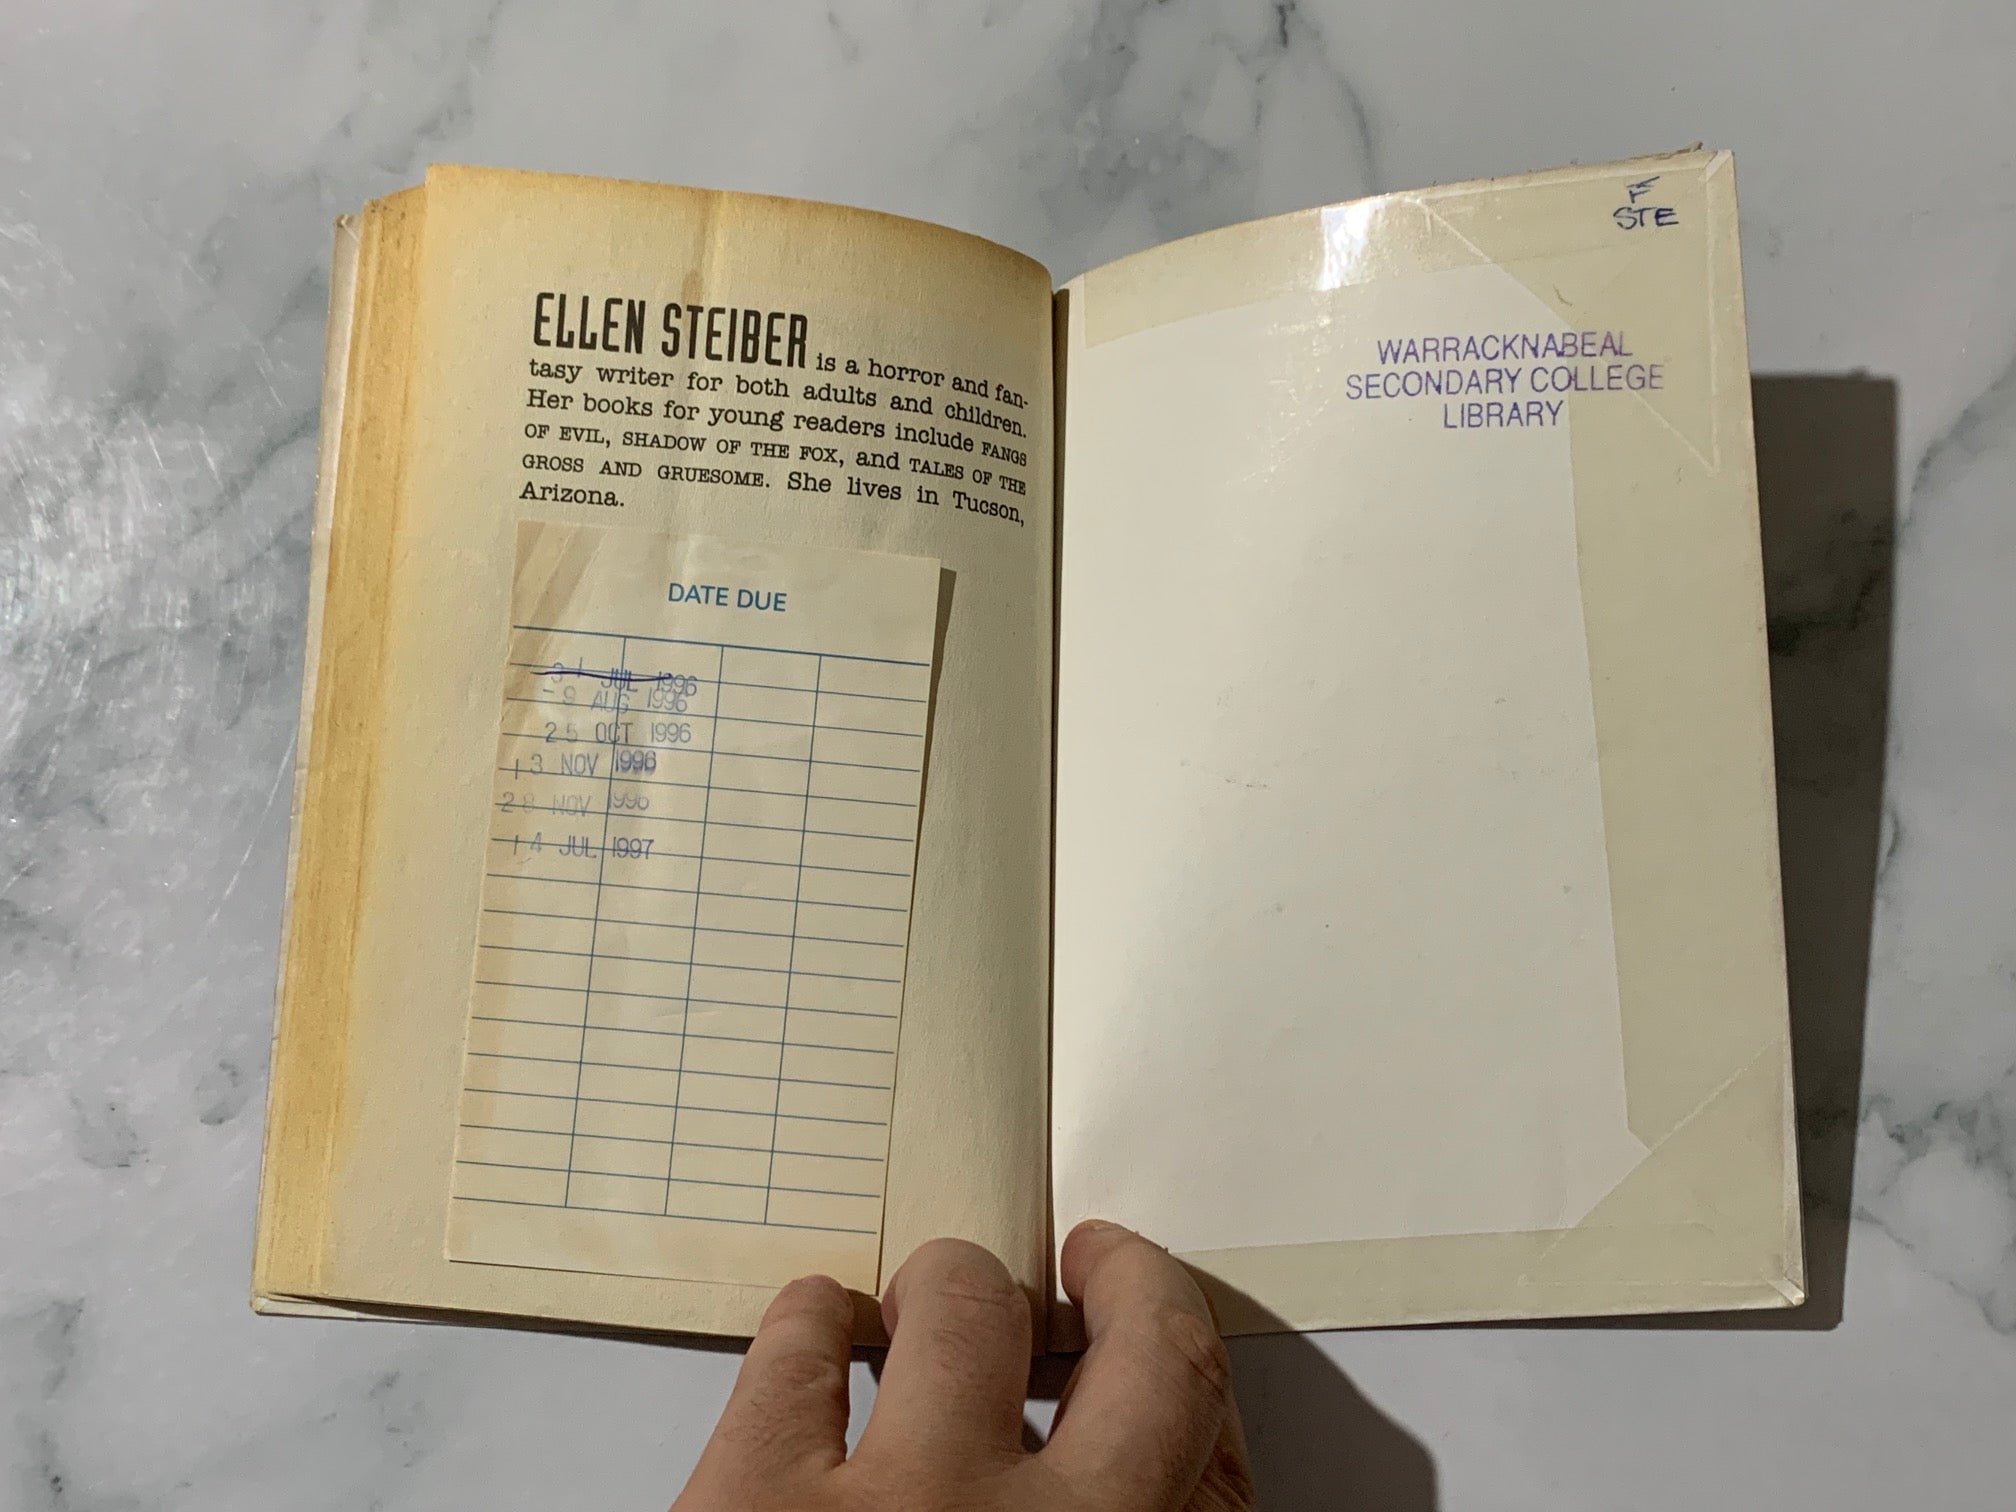 ELLEN STEIBER is a horror and fan-
tasy writer for both adults and children.
Her books for young readers include FANGS
OF EVIL, SHADOW OF THE FOX, and TALES OF THE
GROSS AND GRUESOME. She lives in Tucson,
Arizona.
DATE DUE
31 JUL 1996
-9 AUG 1996
25 OCT 1996
13 NOV 1996
28 NOV 1996
14 JUL 1997
F
STE
WARRACKNABEAL
SECONDARY COLLEGE
LIBRARY